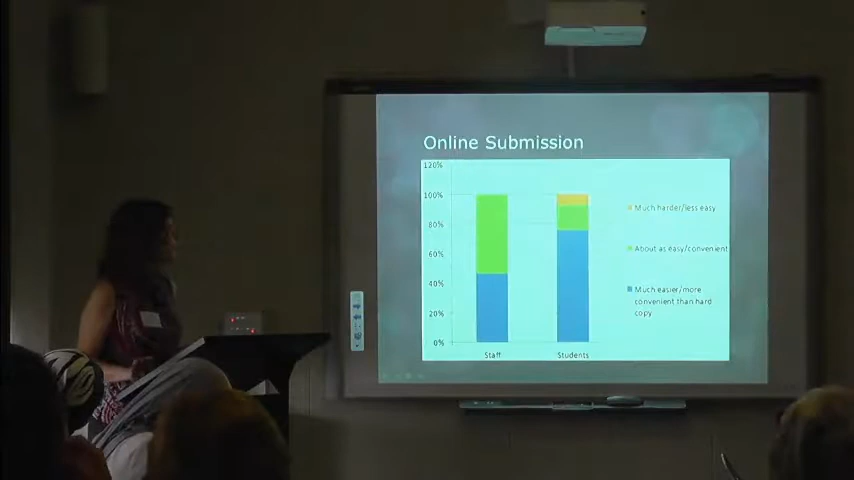 Online Submission
120%
100%
80%
60%
40%
20%
0%
Staff
Students
Much harder/less easy
About as easy/convenient
Much easier/more
convenient than hard
copy